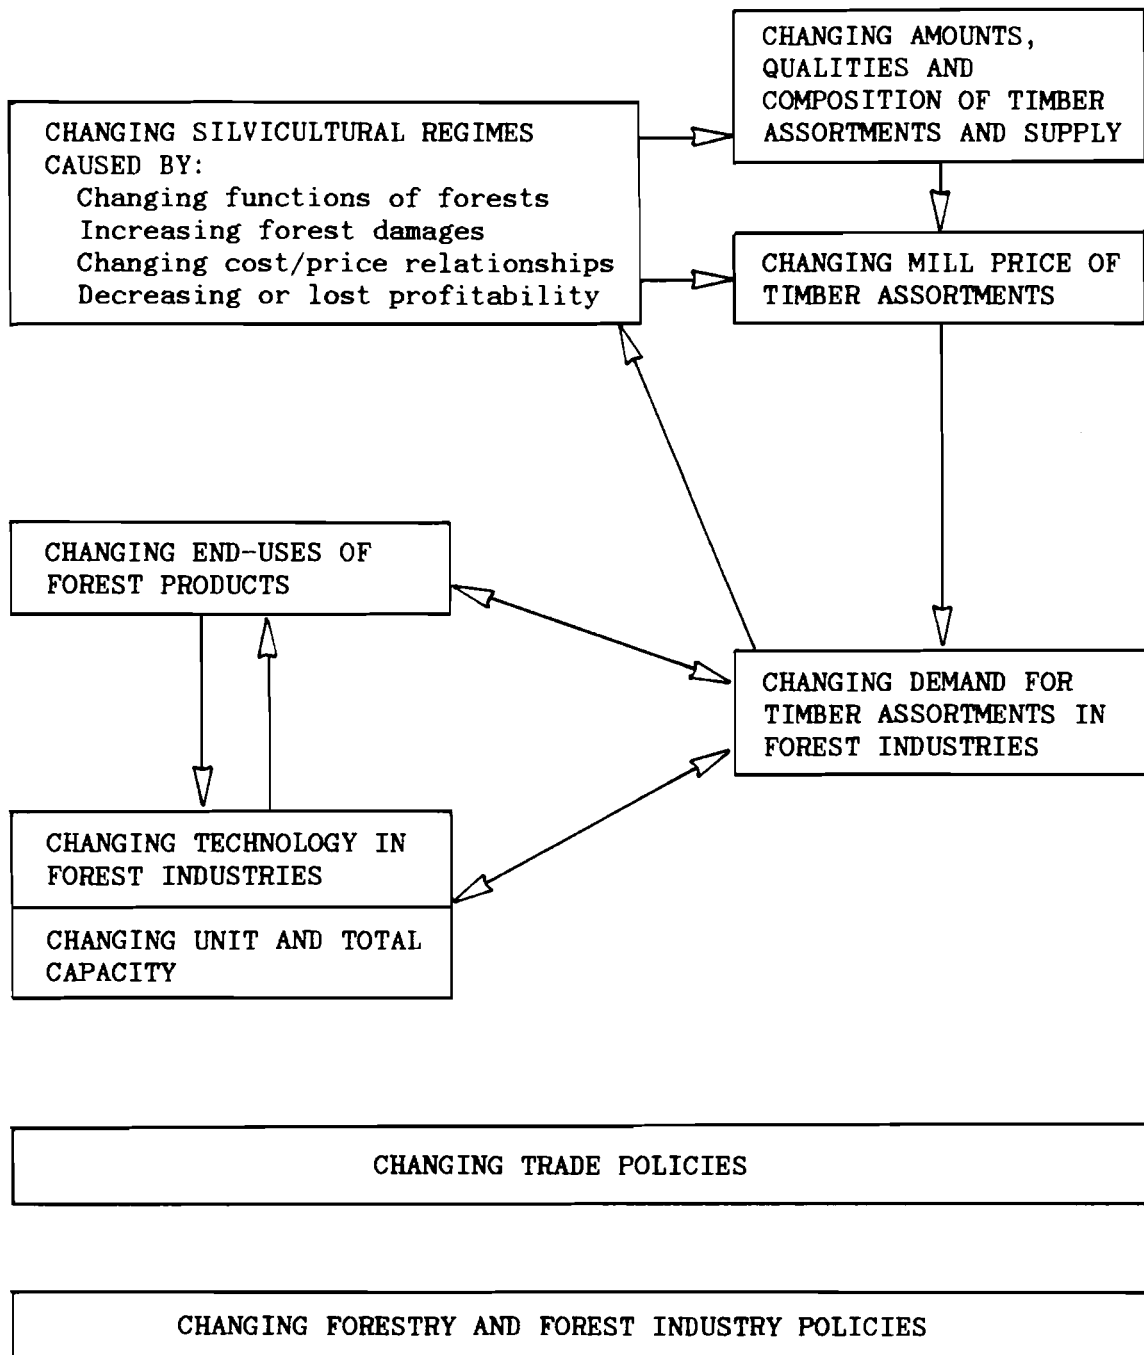 CHANGING AMOUNTS,
QUALITIES AND
COMPOSITION OF TIMBER
ASSORTMENTS AND SUPPLY
CHANGING SILVICULTURAL REGIMES
CAUSED BY:
Changing functions of forests
Increasing forest damages
Changing cost/price relationships
Decreasing or lost profitability
CHANGING MILL PRICE OF
TIMBER ASSORTMENTS
CHANGING END-USES OF
FOREST PRODUCTS
CHANGING DEMAND FOR
TIMBER ASSORTMENTS IN
FOREST INDUSTRIES
CHANGING TECHNOLOGY IN
FOREST INDUSTRIES
CHANGING UNIT AND TOTAL
CAPACITY
CHANGING TRADE POLICIES
CHANGING FORESTRY AND FOREST INDUSTRY POLICIES